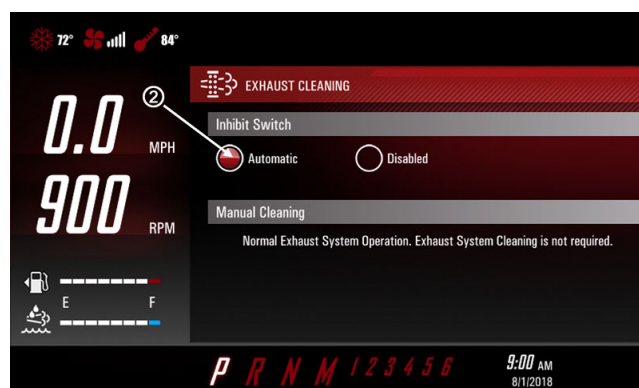 72° 84°
EXHAUST CLEANING
②
Inhibit Switch
0.0 MPH
Automatic Disabled
900 RPM
Manual Cleaning
Normal Exhaust System Operation. Exhaust System Cleaning is not required.
E F
P R N M 1 2 3 4 5 6
9:00 AM
8/1/2018